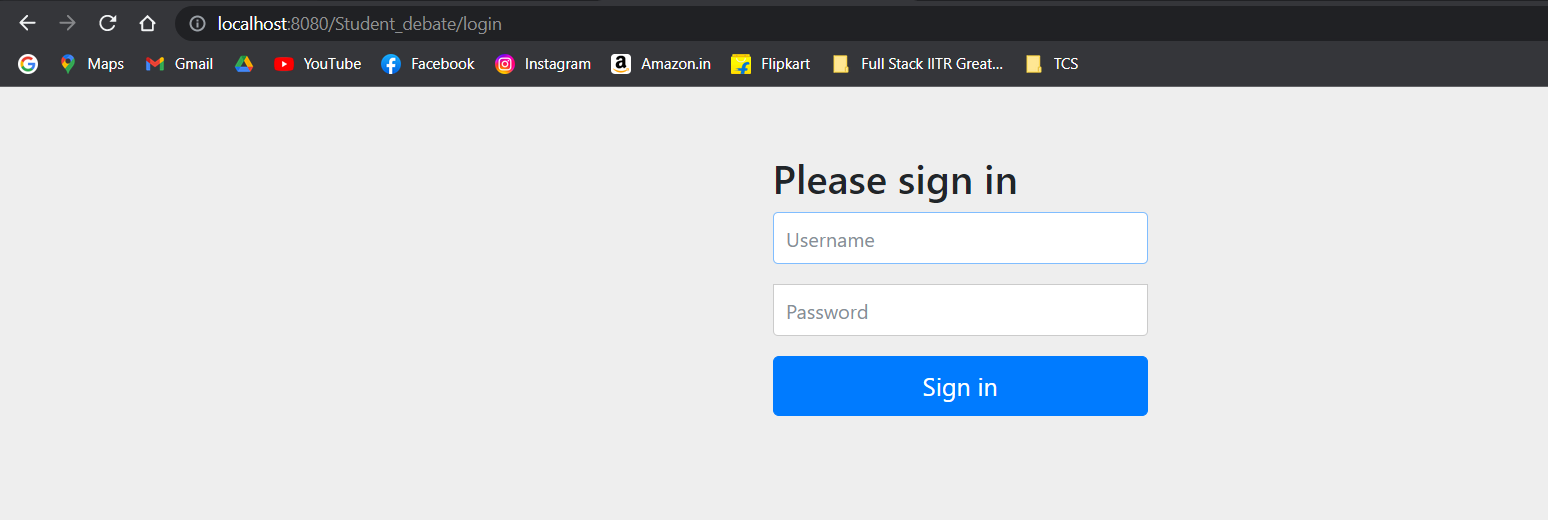 localhost:8080/Student_debate/login
Maps Gmail YouTube Facebook Instagram Amazon.in Flipkart Full Stack IITR Great... TCS
Please sign in
Username
Password
Sign in